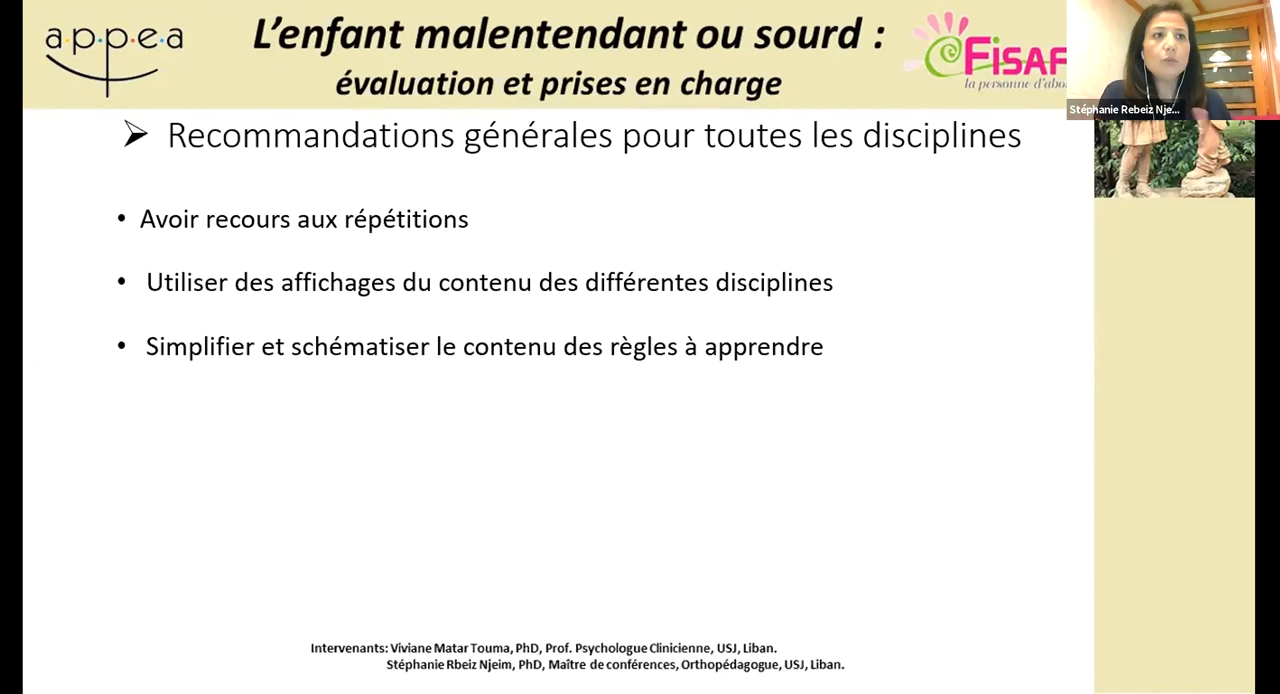 a·p·p·e·a
L'enfant malentendant ou sourd :
évaluation et prises en charge
FISAF
la personne d'abo
Stéphanie Rebeiz Nje...
➢ Recommandations générales pour toutes les disciplines
• Avoir recours aux répétitions
• Utiliser des affichages du contenu des différentes disciplines
• Simplifier et schématiser le contenu des règles à apprendre
Intervenants: Viviane Matar Touma, PhD, Prof. Psychologue Clinicienne, USJ, Liban.
Stéphanie Rbeiz Njeim, PhD, Maître de conférences, Orthopédagogue, USJ, Liban.